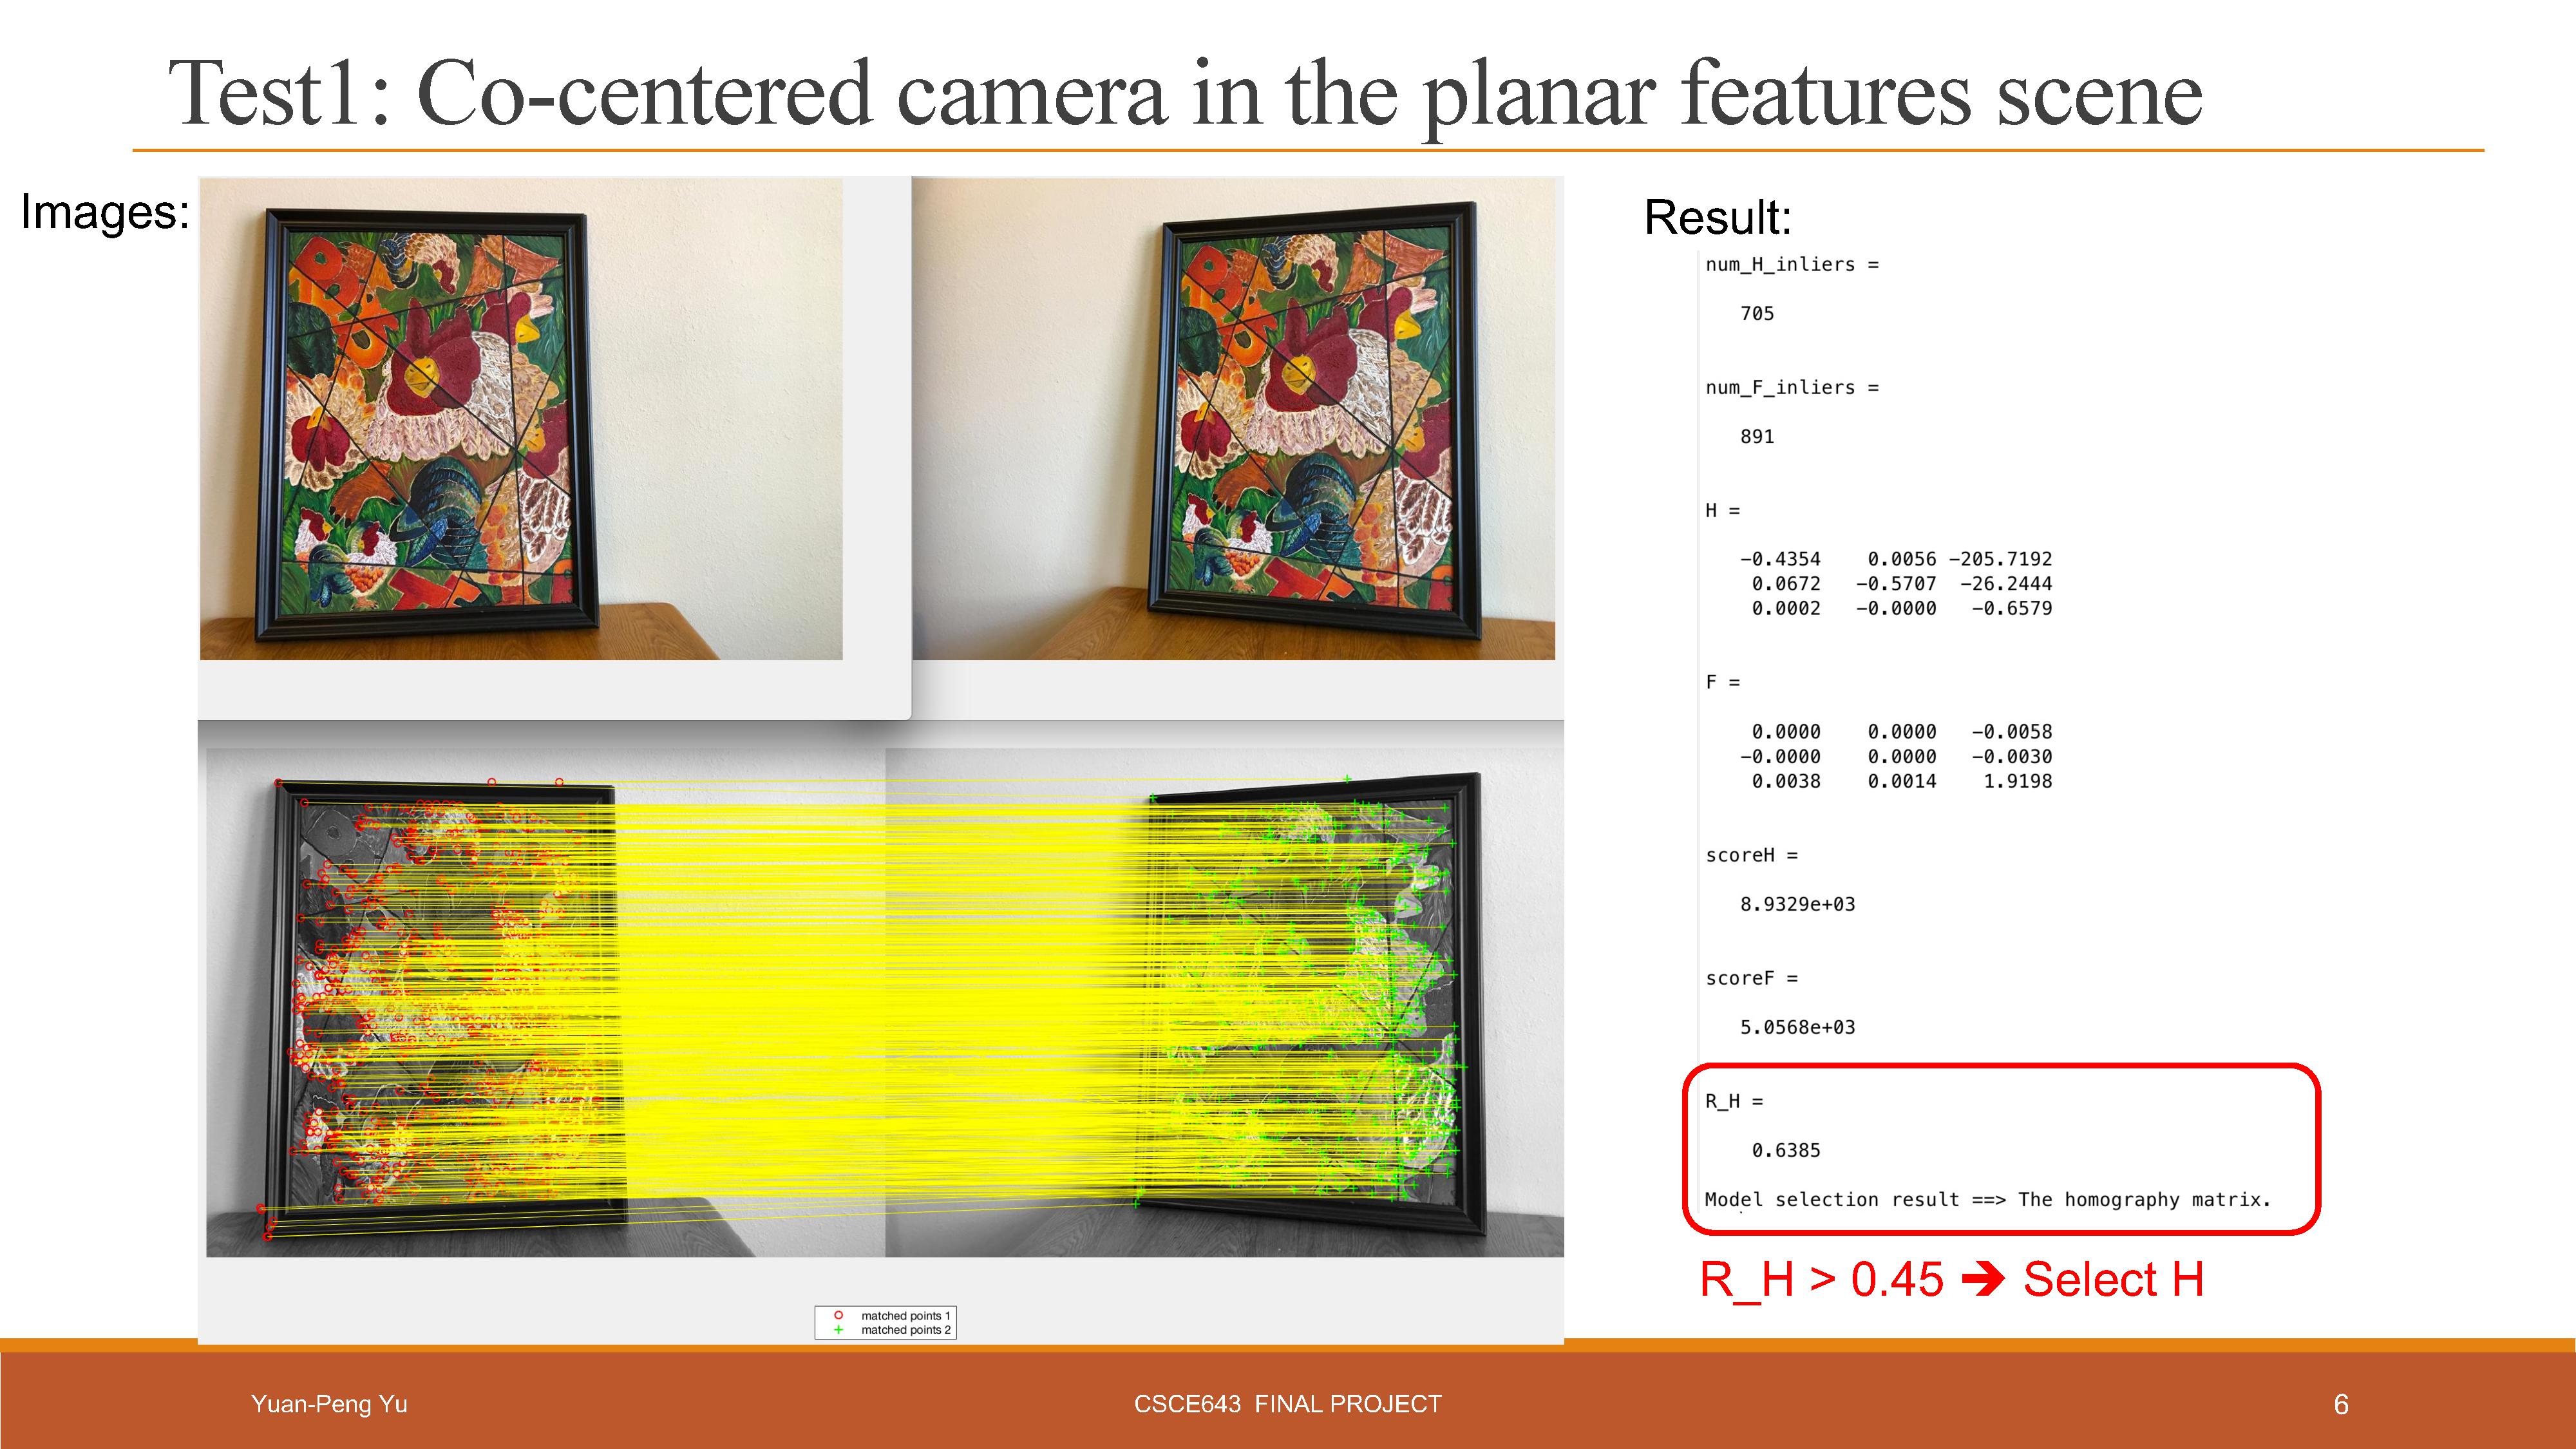 Test1: Co-centered camera in the planar features scene
Images:
matched points 1
matched points 2
Result:
num_H_inliers =
705
num_F_inliers =
891
H =
-0.4354 0.0056 -205.7192
0.0672 -0.5707 -26.2444
0.0002 -0.0000 -0.6579
F =
0.0000 0.0000 -0.0058
-0.0000 0.0000 -0.0030
0.0038 0.0014 1.9198
scoreH =
8.9329e+03
scoreF =
5.0568e+03
R_H =
0.6385
Model selection result ==> The homography matrix.
R_H > 0.45 ➔ Select H
Yuan-Peng Yu
CSCE643 FINAL PROJECT
6